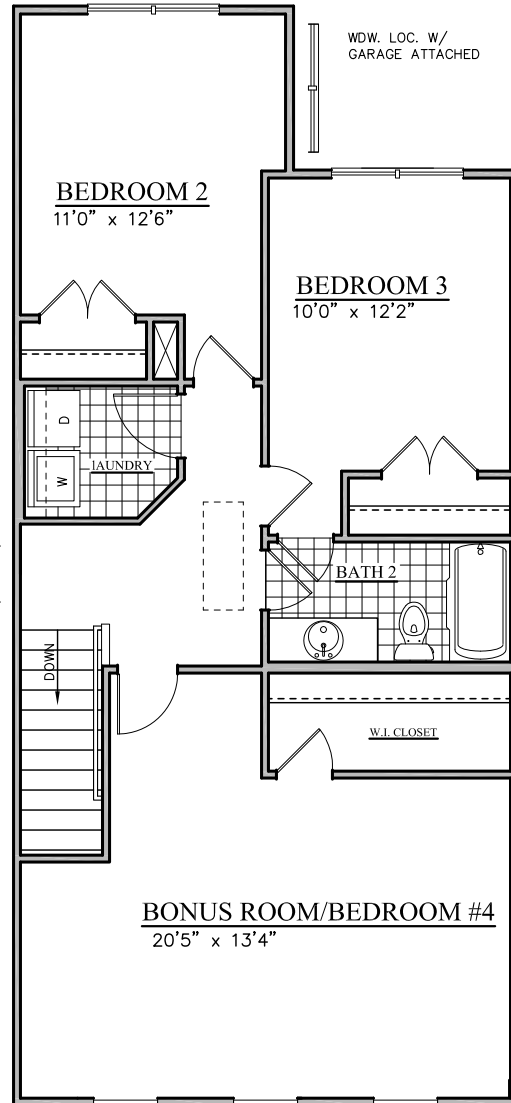 WDW. LOC. W/
GARAGE ATTACHED
BEDROOM 2
11'0" x 12'6"
BEDROOM 3
10'0" x 12'2"
D
W
lAUNDRY
BATH 2
DOWN
W.I. CLOSET
BONUS ROOM/BEDROOM #4
20'5" x 13'4"